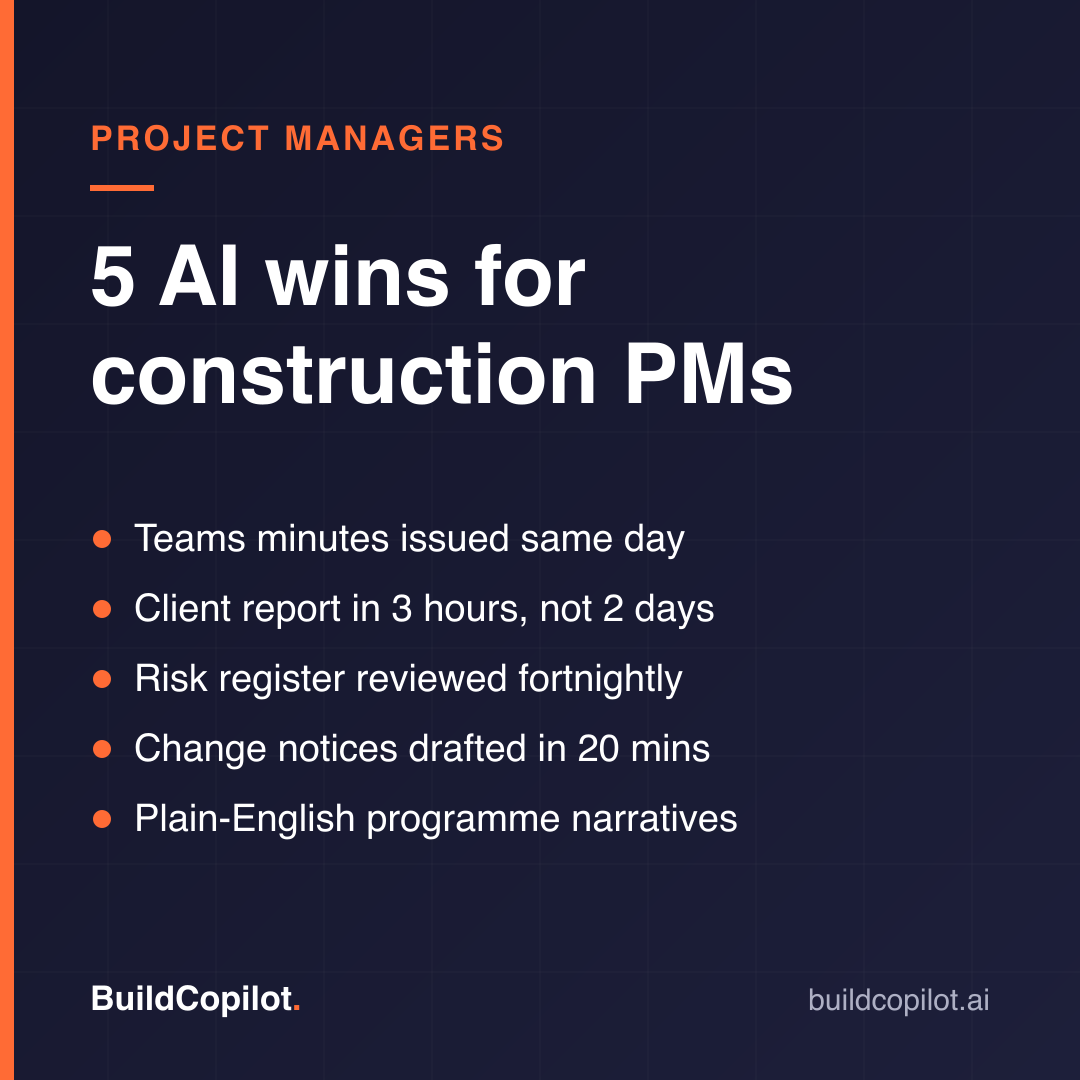 PROJECT MANAGERS
5 AI wins for
construction PMs
Teams minutes issued same day
Client report in 3 hours, not 2 days
Risk register reviewed fortnightly
Change notices drafted in 20 mins
Plain-English programme narratives
BuildCopilot.
buildcopilot.ai